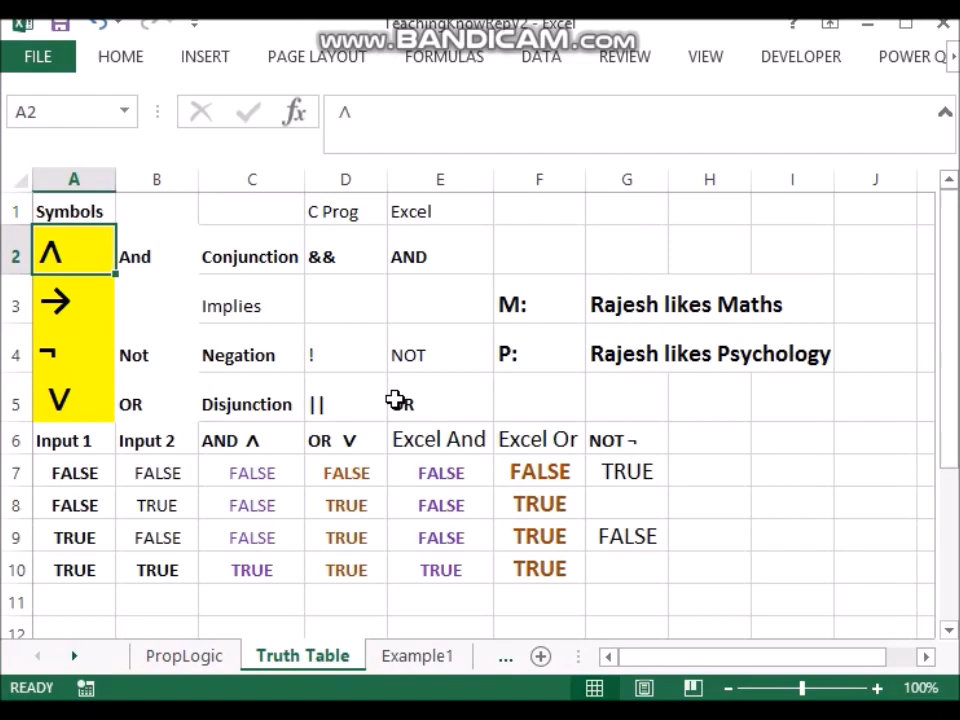 TeachingKnowRepV2 - Excel
www.BANDICAM.com
FILE HOME INSERT PAGE LAYOUT FORMULAS DATA REVIEW VIEW DEVELOPER POWER Q
A2 fx ∧
A B C D E F G H I J
1 Symbols C Prog Excel
2 ∧ And Conjunction && AND
3 → Implies M: Rajesh likes Maths
4 ¬ Not Negation ! NOT P: Rajesh likes Psychology
5 ∨ OR Disjunction || OR
6 Input 1 Input 2 AND ∧ OR ∨ Excel And Excel Or NOT ¬
7 FALSE FALSE FALSE FALSE FALSE FALSE TRUE
8 FALSE TRUE FALSE TRUE FALSE TRUE
9 TRUE FALSE FALSE TRUE FALSE TRUE FALSE
10 TRUE TRUE TRUE TRUE TRUE TRUE
11
12
PropLogic Truth Table Example1 ...
READY 100%